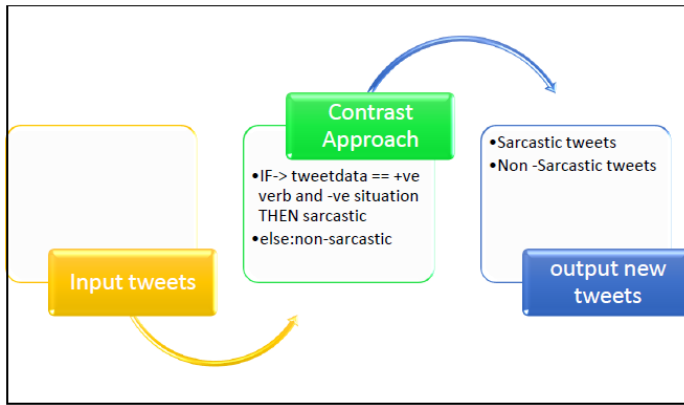 Input tweets
Contrast
Approach
•IF-> tweetdata == +ve
verb and -ve situation
THEN sarcastic
•else:non-sarcastic
•Sarcastic tweets
•Non -Sarcastic tweets
output new
tweets